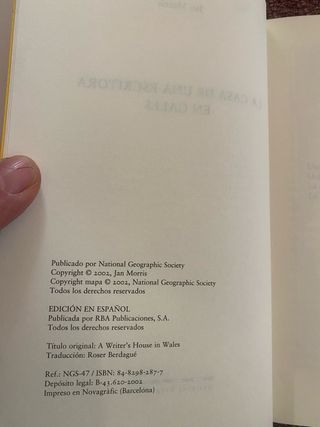 Publicado por National Geographic Society
Copyright © 2002, Jan Morris
Copyright mapa © 2002, National Geographic Society
Todos los derechos reservados
EDICIÓN EN ESPAÑOL
Publicada por RBA Publicaciones, S.A.
Todos los derechos reservados
Título original: A Writer's House in Wales
Traducción: Roser Berdagué
Ref.: NGS-47 / ISBN: 84-8298-287-7
Depósito legal: B-43.620-2002
Impreso en Novagràfic (Barcelona)